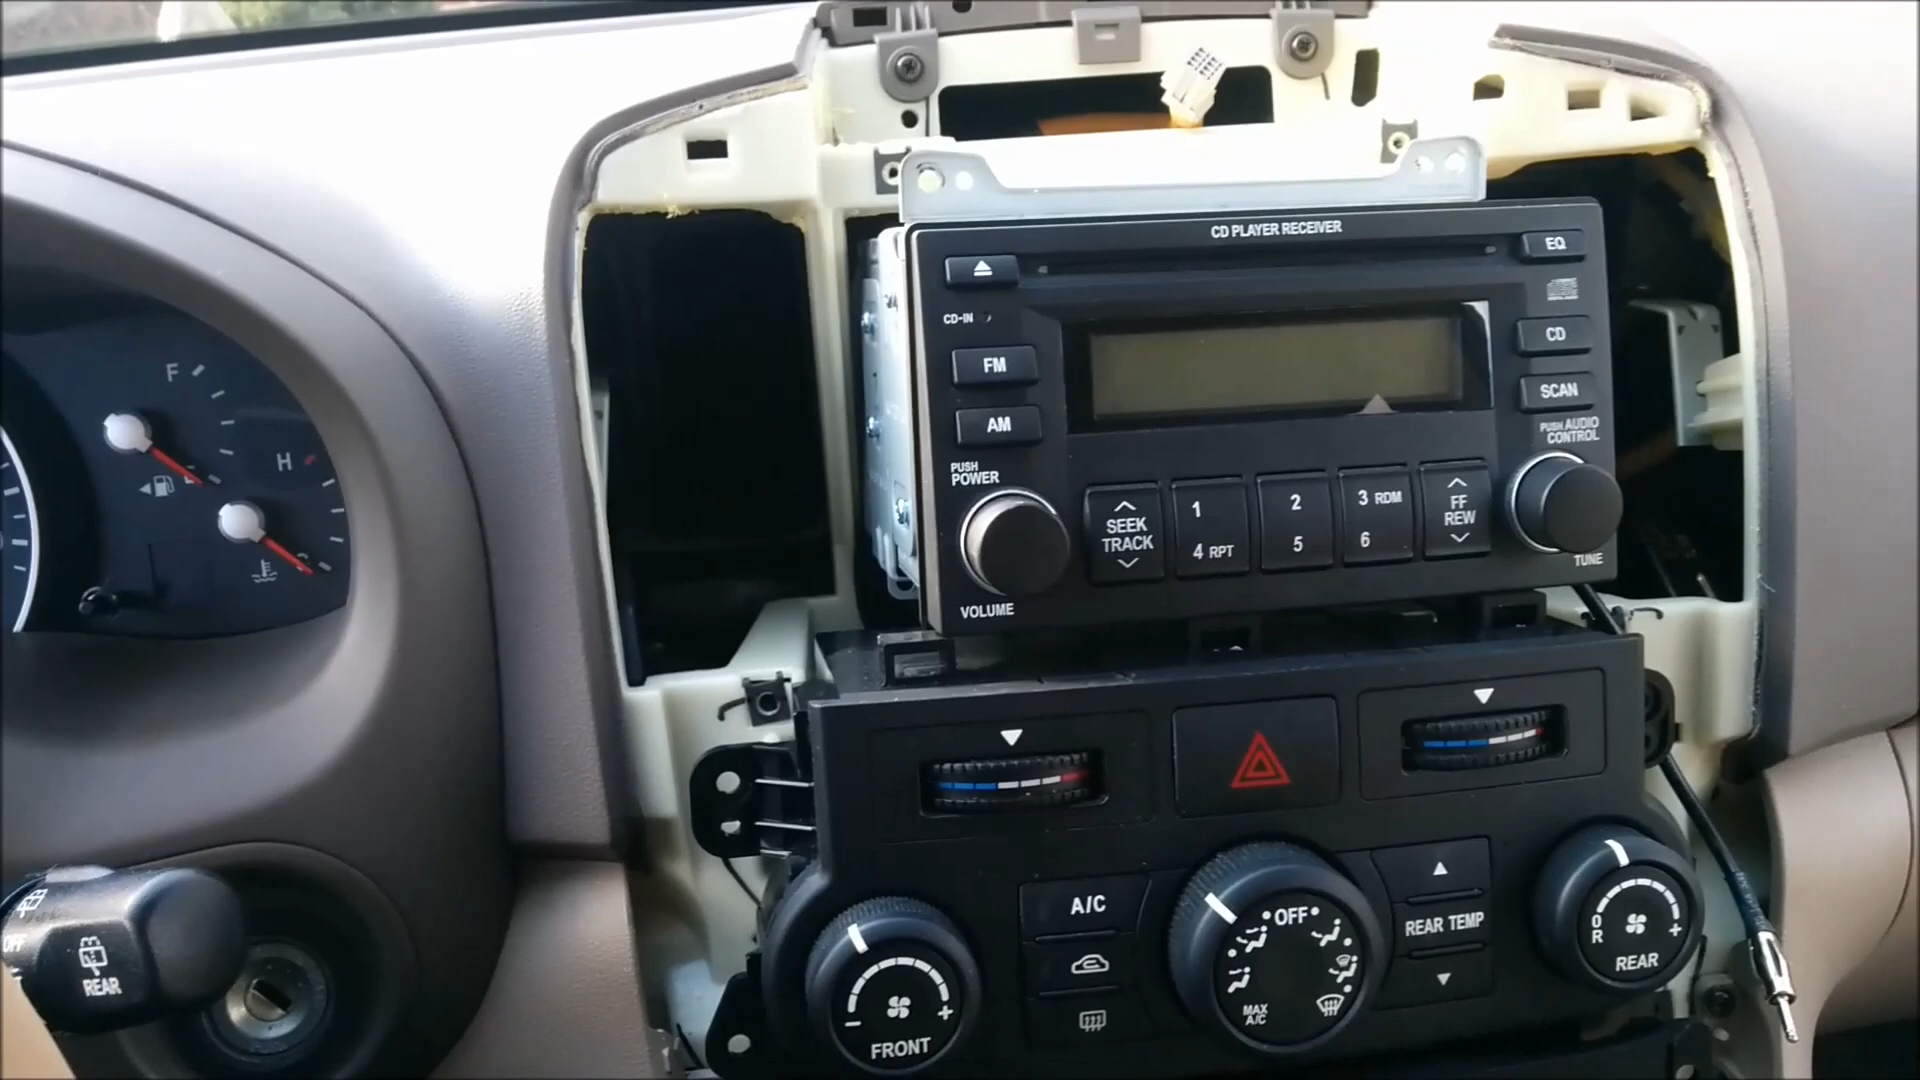 CD PLAYER RECEIVER
EQ
CD-IN
CD
FM
SCAN
AM
PUSH AUDIO
CONTROL
PUSH
POWER
SEEK
TRACK
1
4 RPT
2
5
3 RDM
6
FF
REW
TUNE
VOLUME
F
H
A/C
OFF
MAX
A/C
REAR TEMP
FRONT
REAR
OFF
REAR